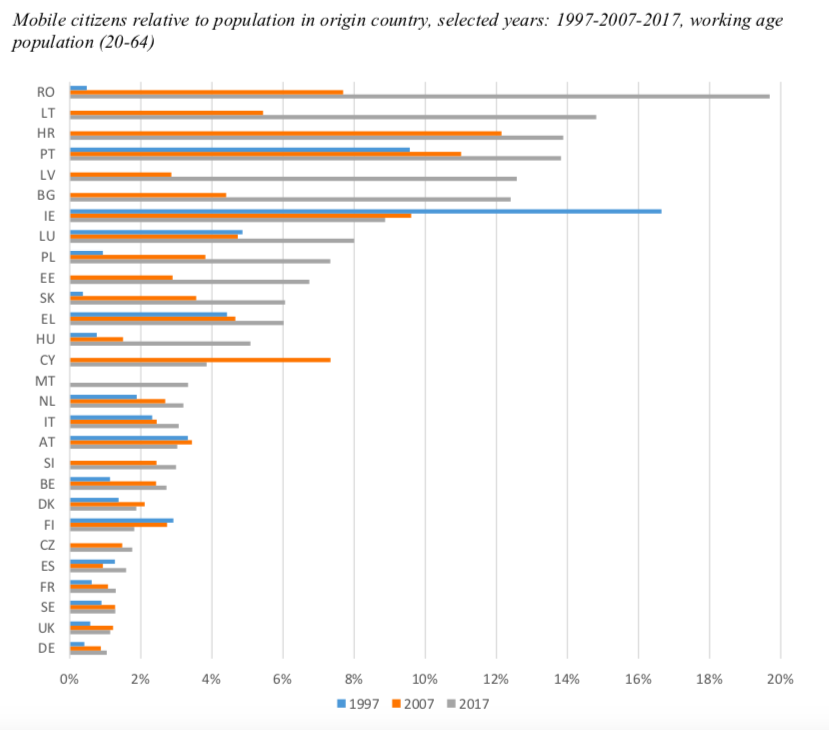 Mobile citizens relative to population in origin country, selected years: 1997-2007-2017, working age
population (20-64)
RO
LT
HR
PT
LV
BG
IE
LU
PL
EE
SK
EL
HU
CY
MT
NL
IT
AT
SI
BE
DK
FI
CZ
ES
FR
SE
UK
DE
0% 2% 4% 6% 8% 10% 12% 14% 16% 18% 20%
1997 2007 2017